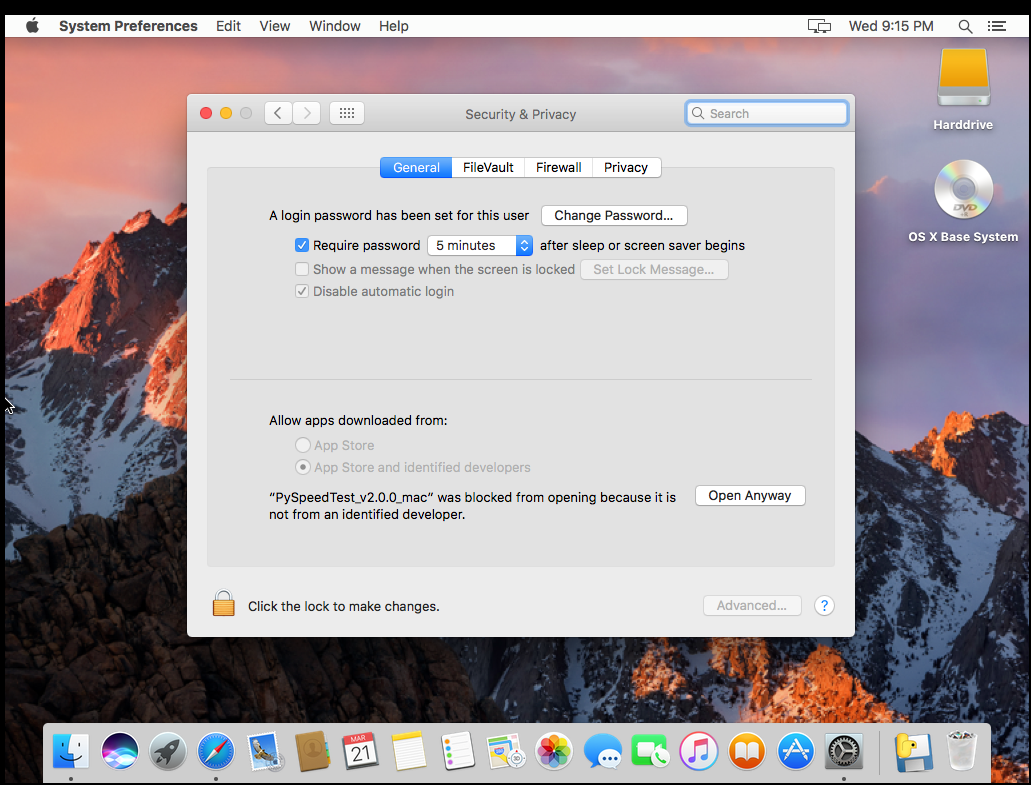 System Preferences Edit View Window Help Wed 9:15 PM
Harddrive
OS X Base System
Security & Privacy
Search
General FileVault Firewall Privacy
A login password has been set for this user Change Password...
Require password 5 minutes after sleep or screen saver begins
Show a message when the screen is locked Set Lock Message...
Disable automatic login
Allow apps downloaded from:
App Store
App Store and identified developers
“PySpeedTest_v2.0.0_mac” was blocked from opening because it is Open Anyway
not from an identified developer.
Click the lock to make changes. Advanced... ?
DVD
MAR
21
30